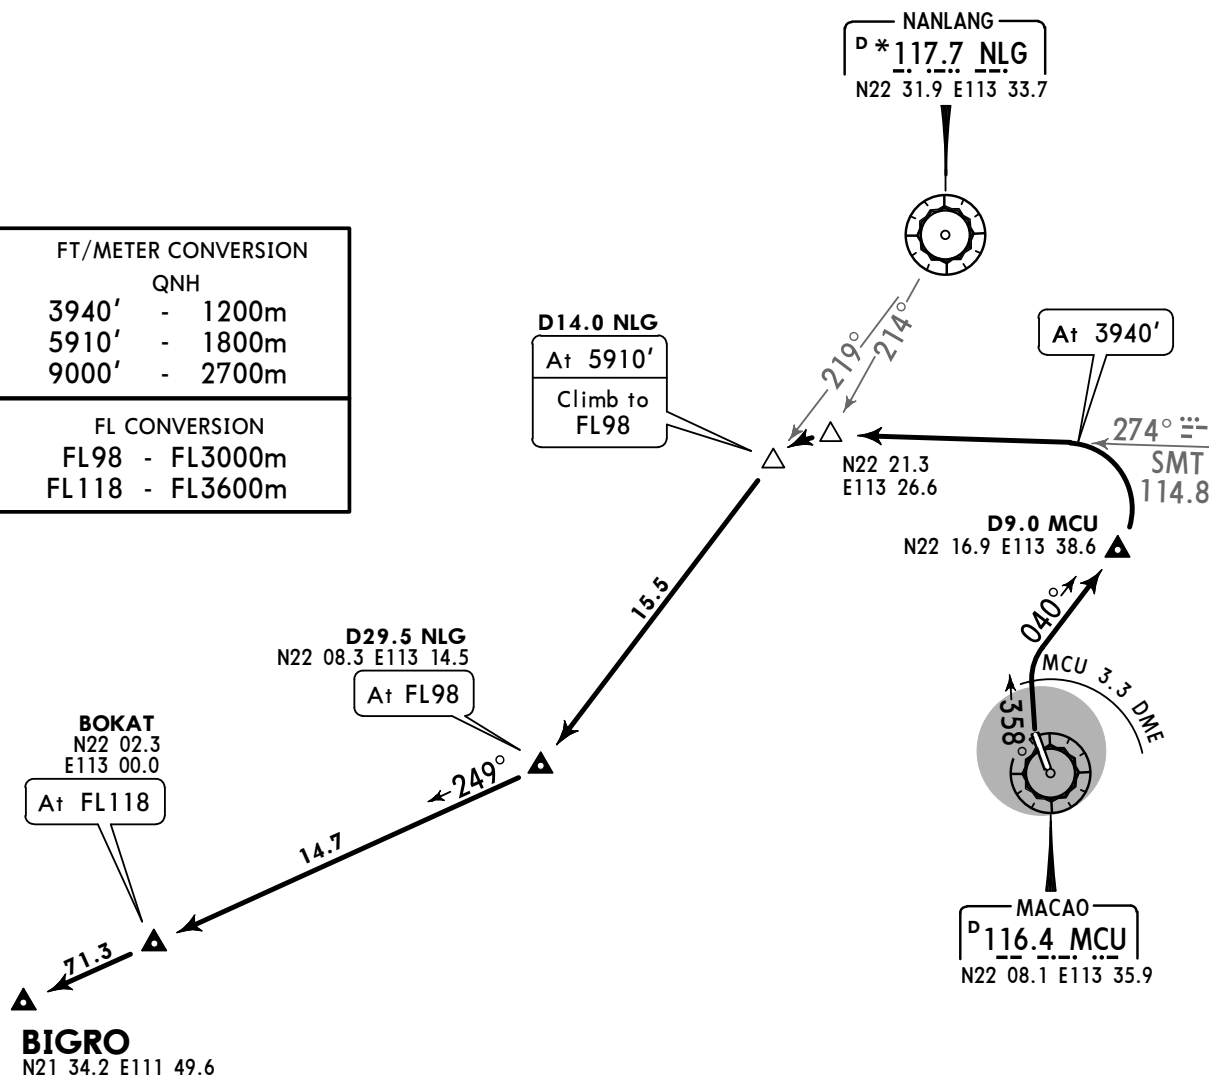 NANLANG
D *117.7 NLG
N22 31.9 E113 33.7
FT/METER CONVERSION
QNH
3940' - 1200m
5910' - 1800m
9000' - 2700m
FL CONVERSION
FL98 - FL3000m
FL118 - FL3600m
D14.0 NLG
At 5910'
Climb to
FL98
219°
214°
At 3940'
274°
SMT
114.8
N22 21.3
E113 26.6
D9.0 MCU
N22 16.9 E113 38.6
15.5
040°
MCU 3.3 DME
358°
D29.5 NLG
N22 08.3 E113 14.5
At FL98
249°
BOKAT
N22 02.3
E113 00.0
At FL118
14.7
71.3
MACAO
D 116.4 MCU
N22 08.1 E113 35.9
BIGRO
N21 34.2 E111 49.6